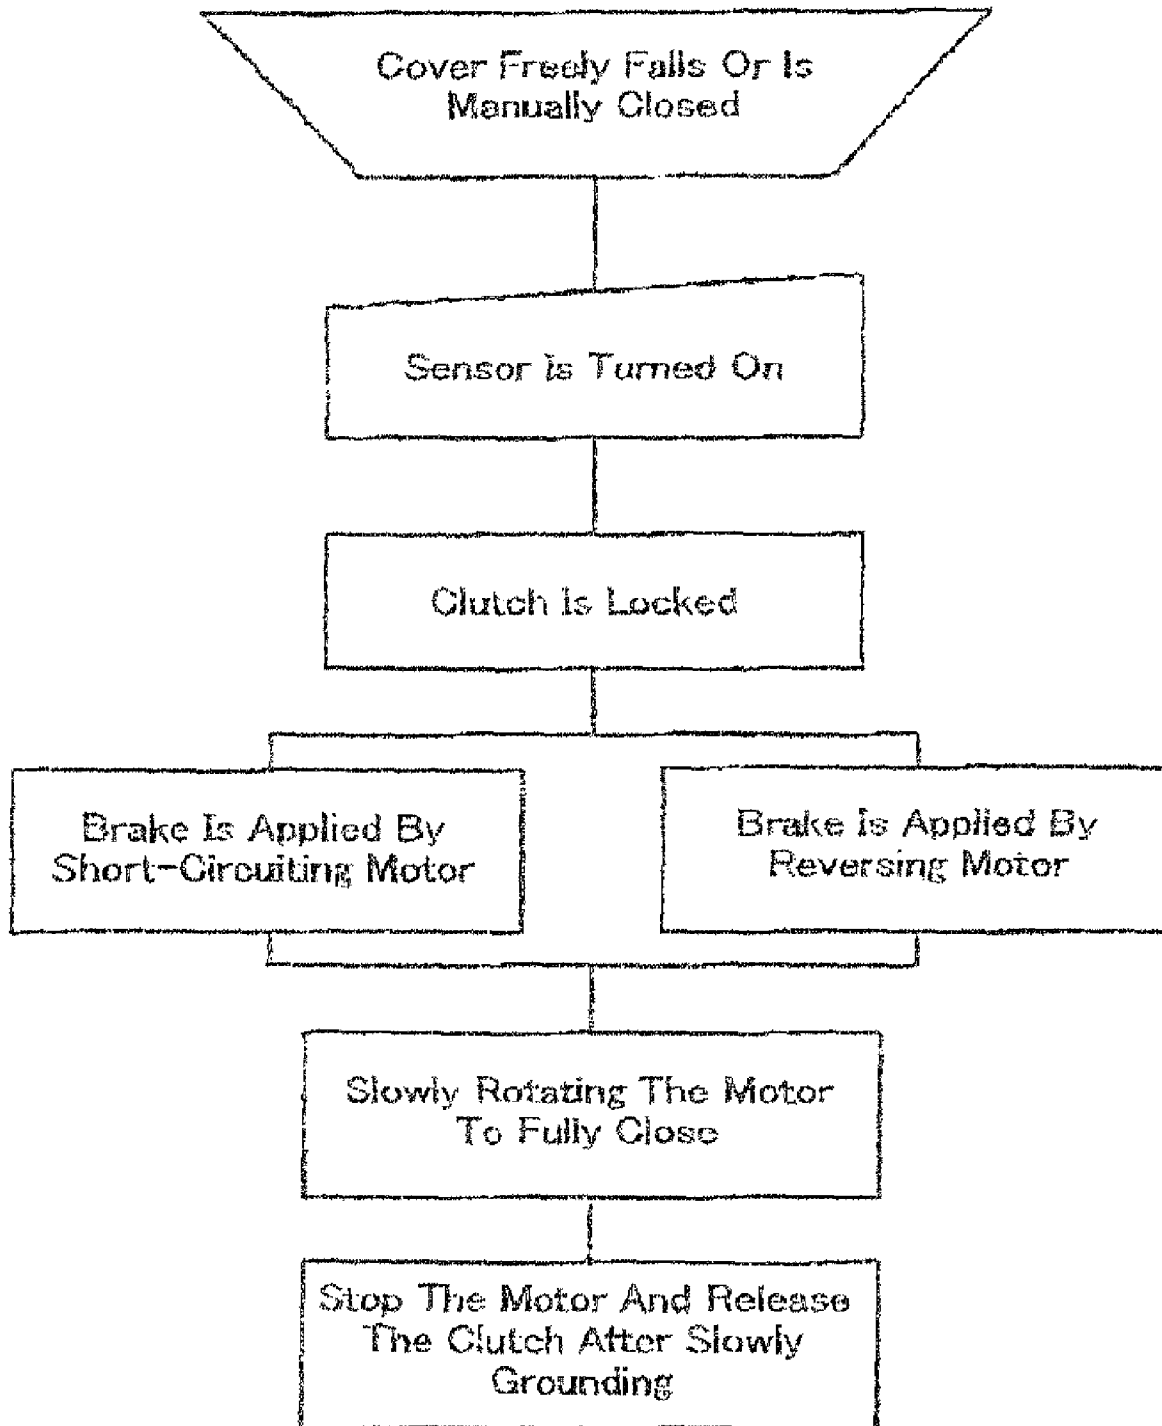 Cover Freely Falls Or Is
Manually Closed
Sensor Is Turned On
Clutch Is Locked
Brake Is Applied By
Short-Circuiting Motor
Brake Is Applied By
Reversing Motor
Slowly Rotating The Motor
To Fully Close
Stop The Motor And Release
The Clutch After Slowly
Grounding